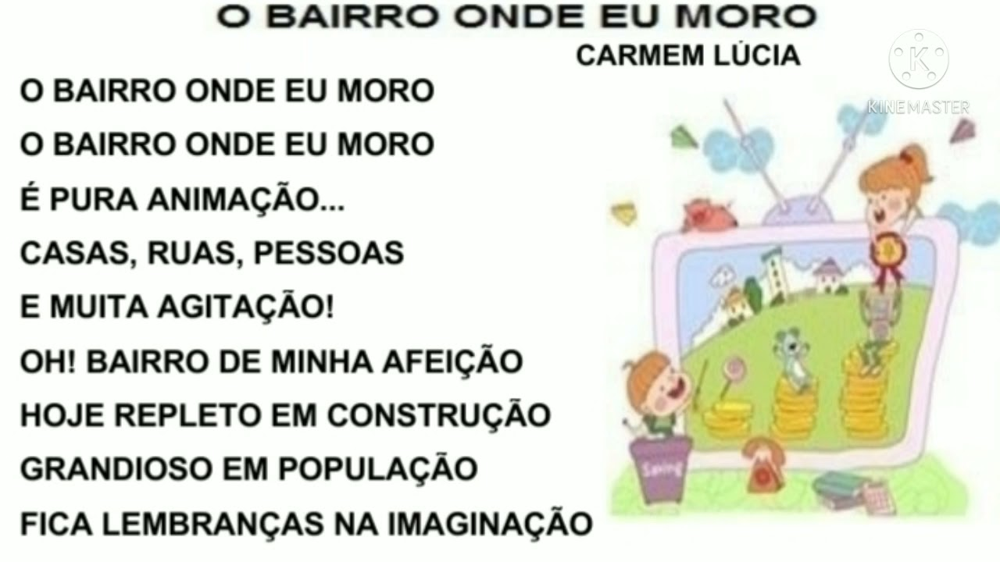 O BAIRRO ONDE EU MORO
CARMEM LÚCIA
KINEMASTER
O BAIRRO ONDE EU MORO
O BAIRRO ONDE EU MORO
É PURA ANIMAÇÃO...
CASAS, RUAS, PESSOAS
E MUITA AGITAÇÃO!
OH! BAIRRO DE MINHA AFEIÇÃO
HOJE REPLETO EM CONSTRUÇÃO
GRANDIOSO EM POPULAÇÃO
FICA LEMBRANÇAS NA IMAGINAÇÃO
Saving